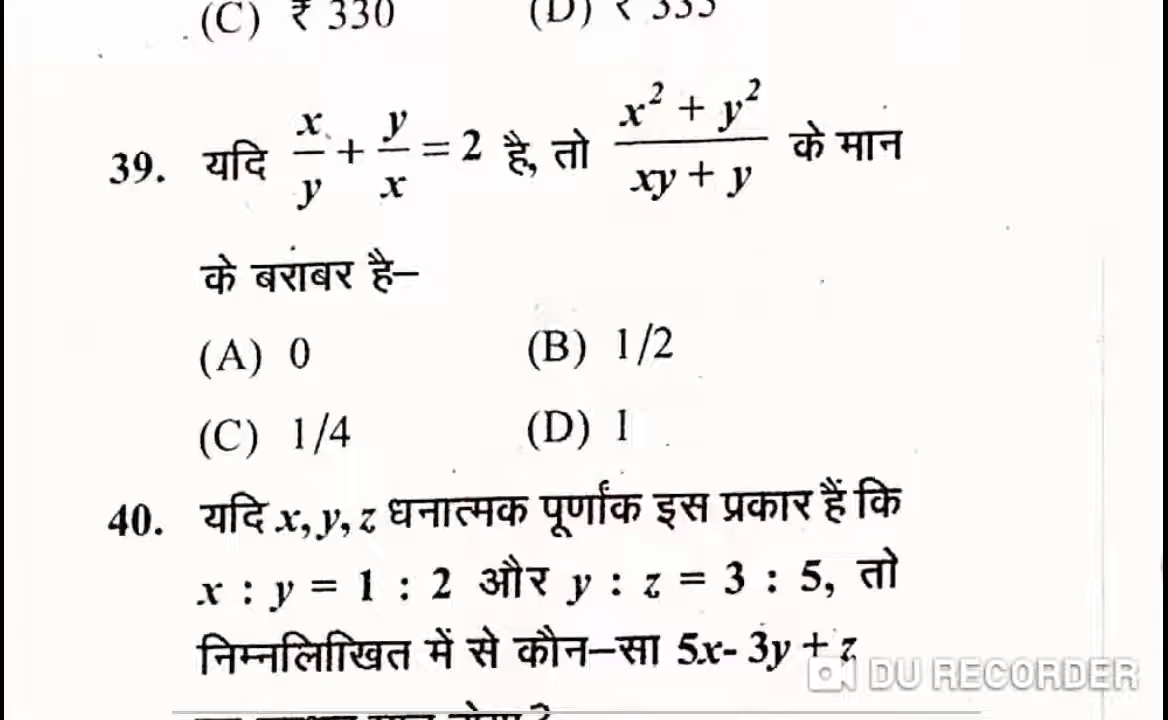 (C) ₹ 330 (D) ₹ 335
39. यदि x/y + y/x = 2 है, तो (x² + y²)/(xy + y) के मान
के बराबर है–
(A) 0 (B) 1/2
(C) 1/4 (D) 1
40. यदि x, y, z धनात्मक पूर्णांक इस प्रकार हैं कि
x : y = 1 : 2 और y : z = 3 : 5, तो
निम्नलिखित में से कौन–सा 5x- 3y + z
DU RECORDER